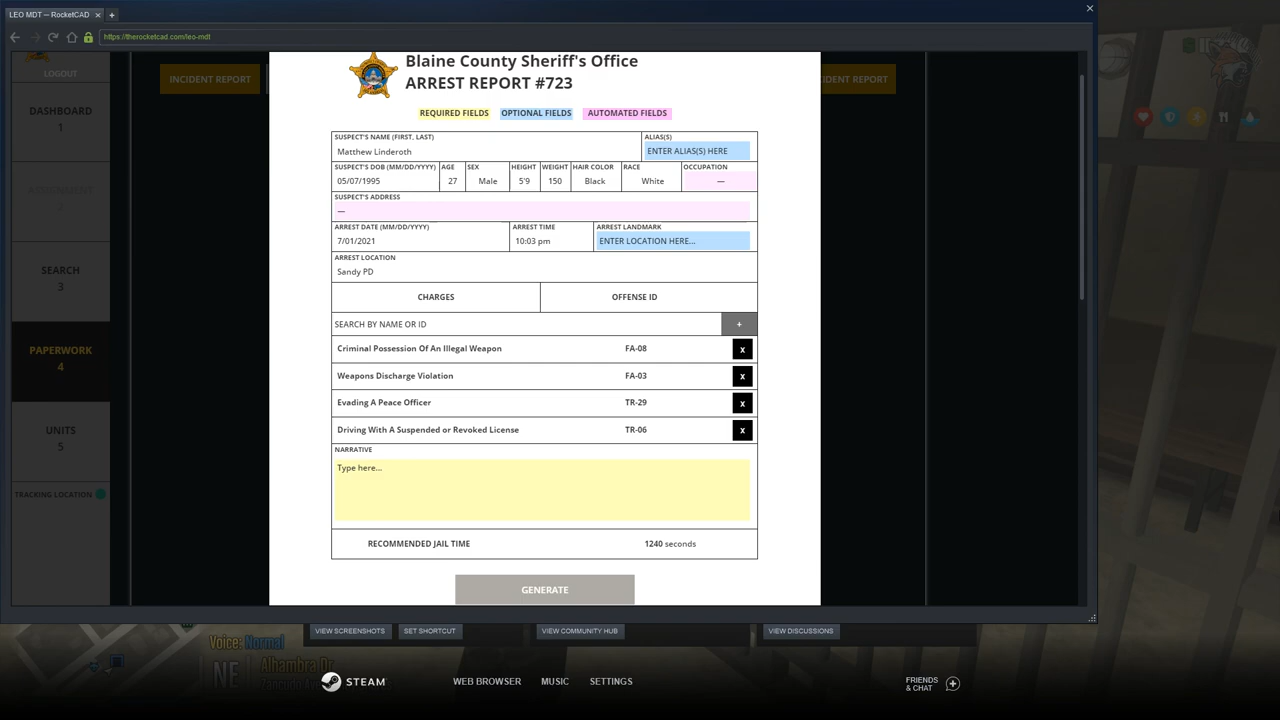 LEO MDT — RocketCAD
https://therocketcad.com/leo-mdt
LOGOUT
DASHBOARD
1
ASSIGNMENT
2
SEARCH
3
PAPERWORK
4
UNITS
5
TRACKING LOCATION
INCIDENT REPORT
CIDENT REPORT
Blaine County Sheriff's Office
ARREST REPORT #723
REQUIRED FIELDS OPTIONAL FIELDS AUTOMATED FIELDS
SUSPECT'S NAME (FIRST, LAST) ALIAS(S)
Matthew Linderoth ENTER ALIAS(S) HERE
SUSPECT'S DOB (MM/DD/YYYY) AGE SEX HEIGHT WEIGHT HAIR COLOR RACE OCCUPATION
05/07/1995 27 Male 5'9 150 Black White —
SUSPECT'S ADDRESS
—
ARREST DATE (MM/DD/YYYY) ARREST TIME ARREST LANDMARK
7/01/2021 10:03 pm ENTER LOCATION HERE...
ARREST LOCATION
Sandy PD
CHARGES OFFENSE ID
SEARCH BY NAME OR ID +
Criminal Possession Of An Illegal Weapon FA-08 x
Weapons Discharge Violation FA-03 x
Evading A Peace Officer TR-29 x
Driving With A Suspended or Revoked License TR-06 x
NARRATIVE
Type here...
RECOMMENDED JAIL TIME 1240 seconds
GENERATE
VIEW SCREENSHOTS SET SHORTCUT VIEW COMMUNITY HUB VIEW DISCUSSIONS
Voice: Normal
NE Alhambra Dr
STEAM WEB BROWSER MUSIC SETTINGS FRIENDS
& CHAT